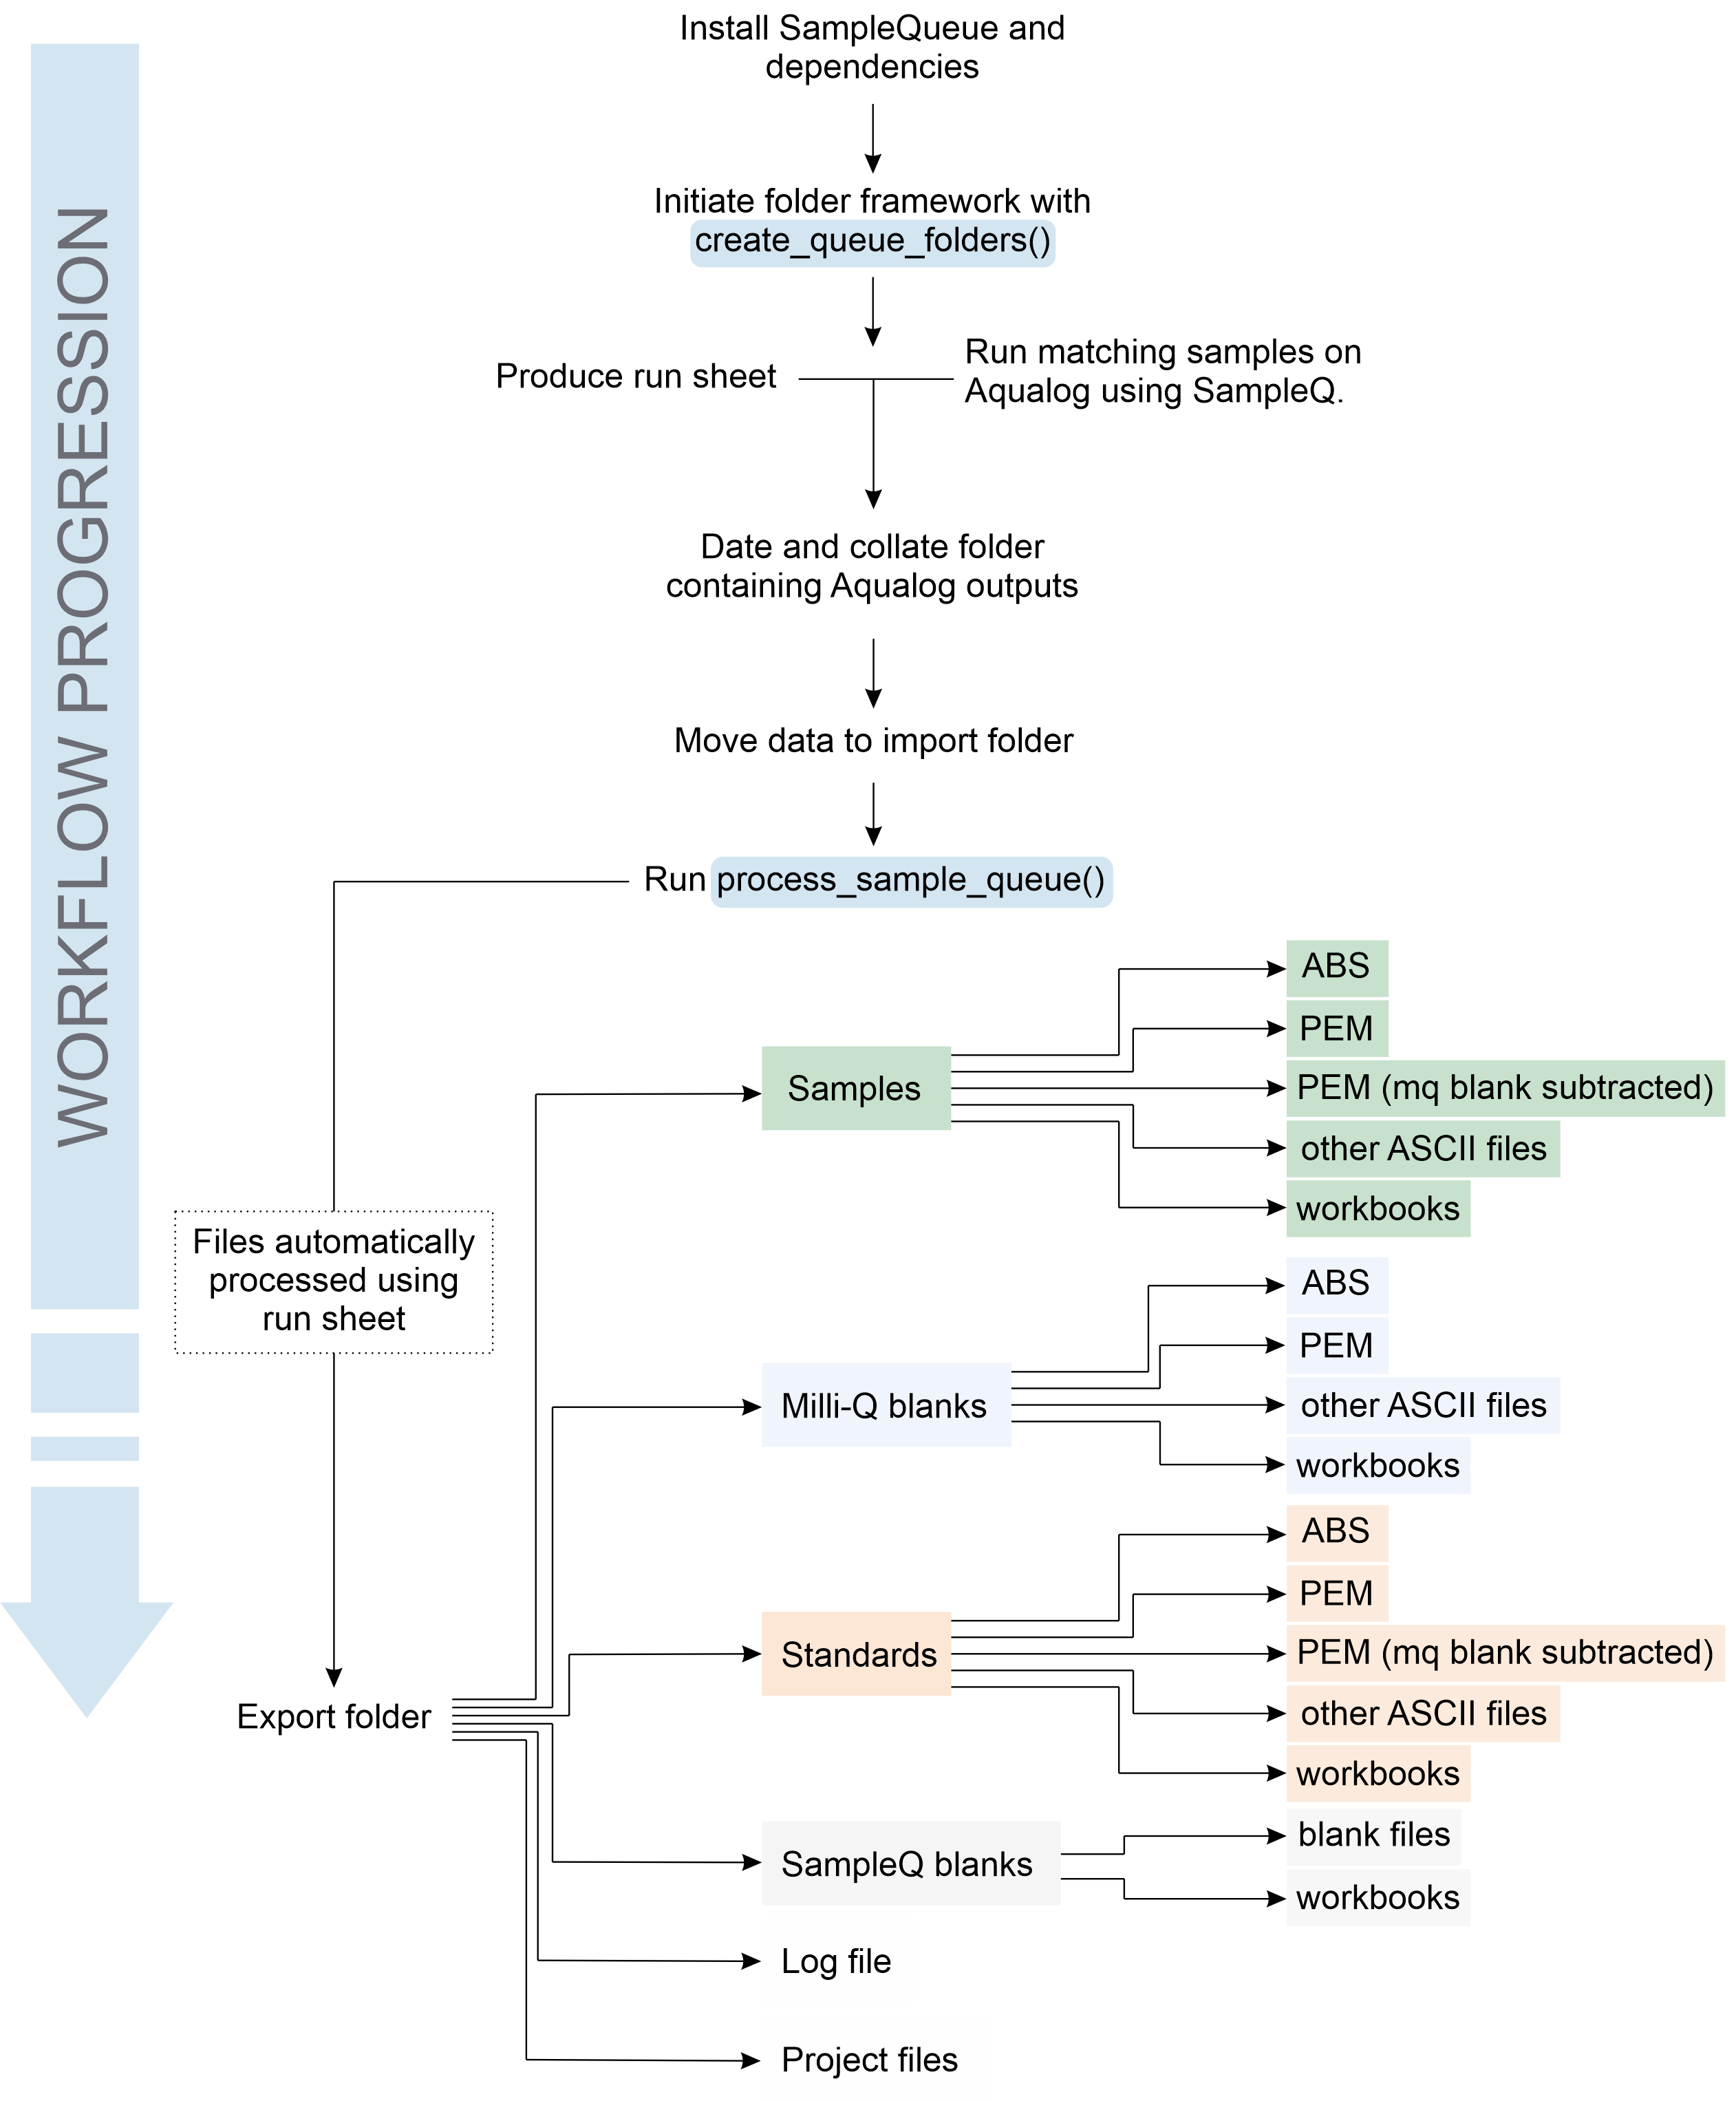 Install SampleQueue and
dependencies
Initiate folder framework with
create_queue_folders()
Produce run sheet
Run matching samples on
Aqualog using SampleQ.
Date and collate folder
containing Aqualog outputs
Move data to import folder
Run process_sample_queue()
WORKFLOW PROGRESSION
Files automatically
processed using
run sheet
Export folder
Samples
ABS
PEM
PEM (mq blank subtracted)
other ASCII files
workbooks
Milli-Q blanks
ABS
PEM
other ASCII files
workbooks
Standards
ABS
PEM
PEM (mq blank subtracted)
other ASCII files
workbooks
SampleQ blanks
blank files
workbooks
Log file
Project files